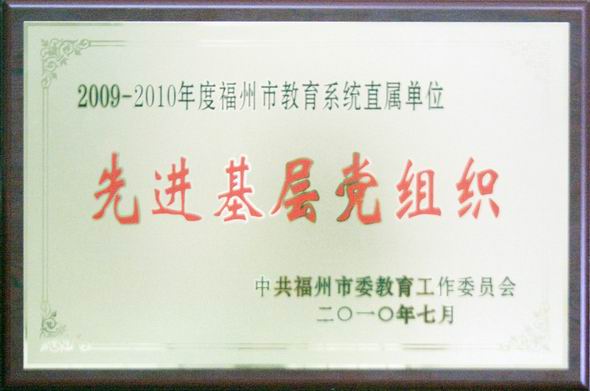 2009-2010年度福州市教育系统直属单位
先进基层党组织
中共福州市委教育工作委员会
二〇一〇年七月